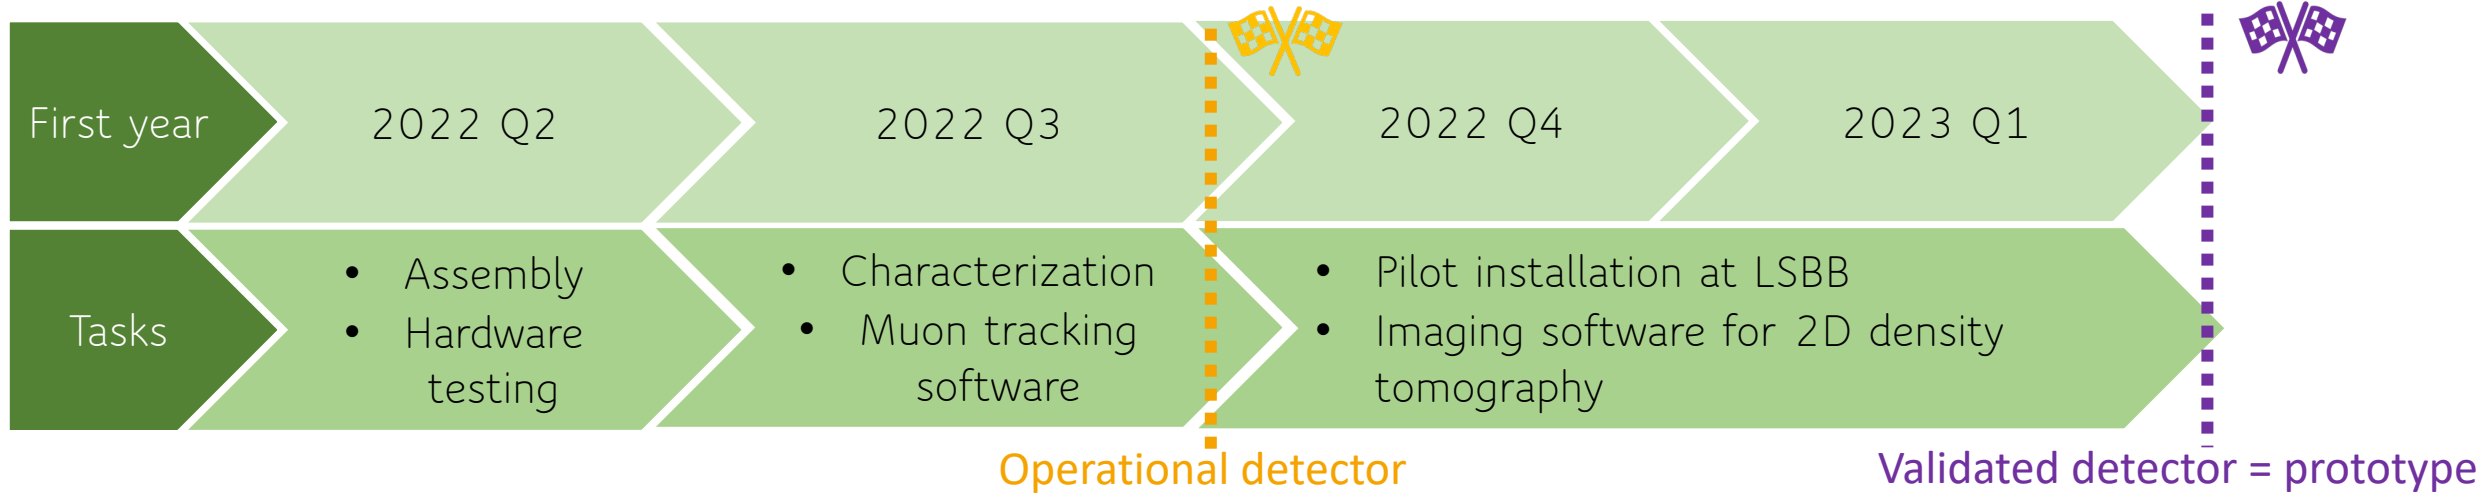 First year
2022 Q2
2022 Q3
2022 Q4
2023 Q1
Tasks
• Assembly
• Hardware
testing
• Characterization
• Muon tracking
software
• Pilot installation at LSBB
• Imaging software for 2D density
tomography
Operational detector
Validated detector = prototype